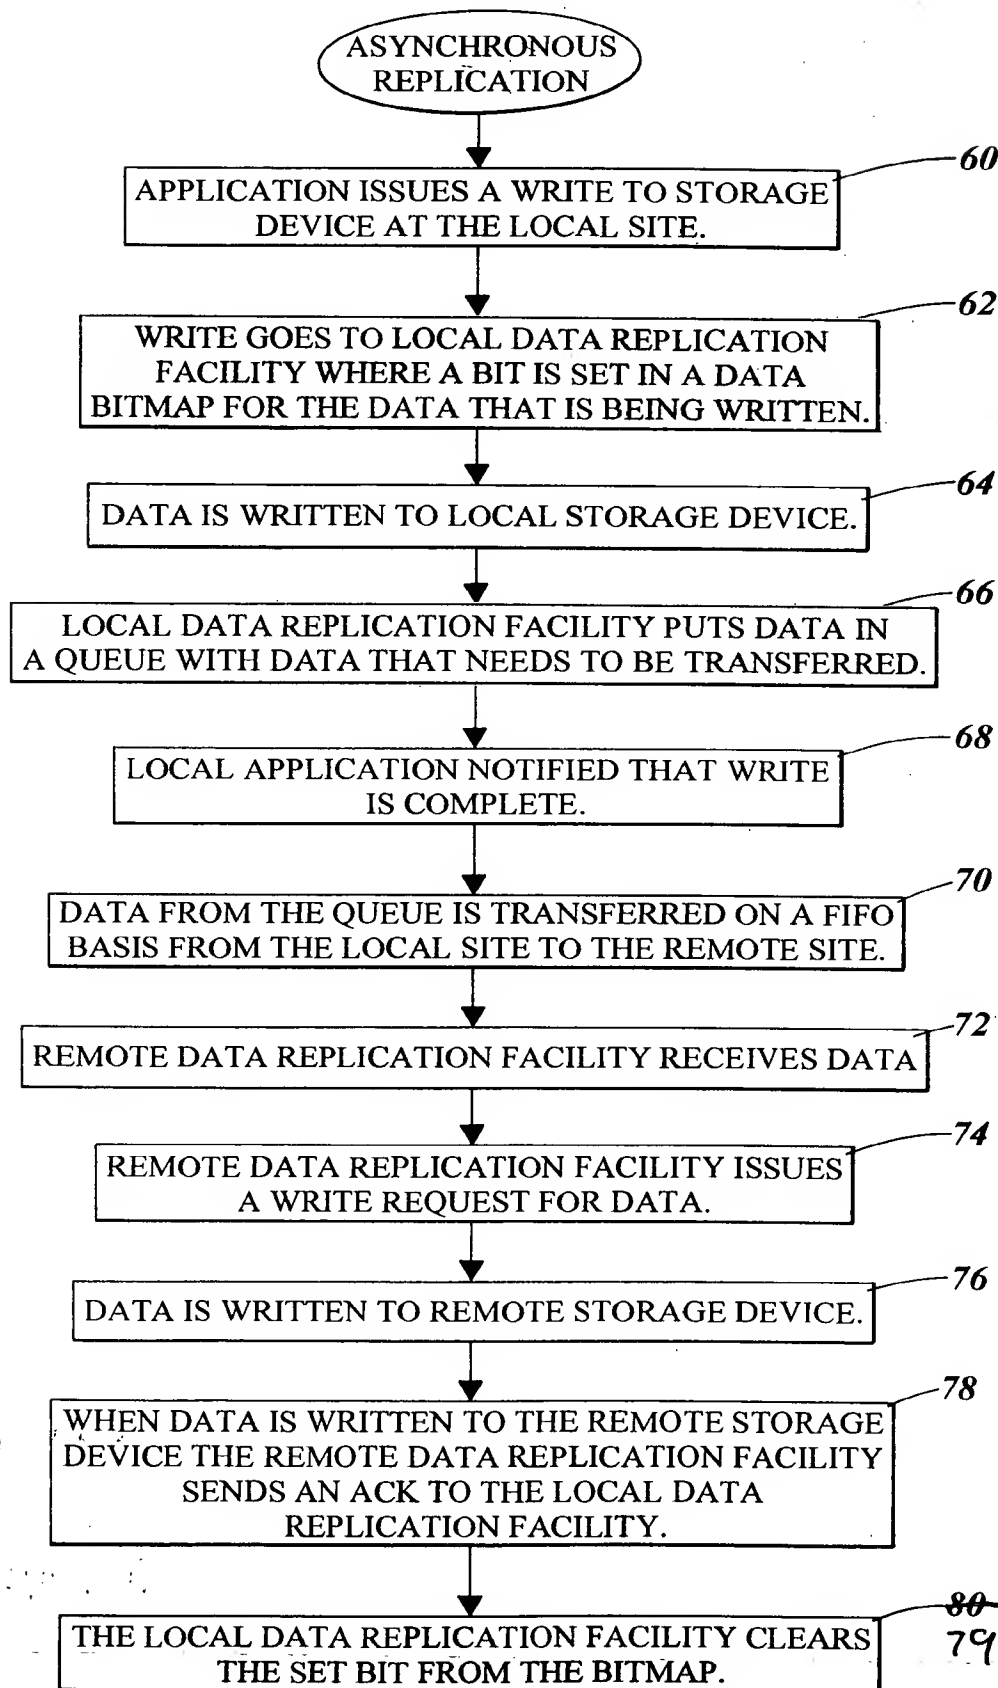 ASYNCHRONOUS
REPLICATION
60
APPLICATION ISSUES A WRITE TO STORAGE
DEVICE AT THE LOCAL SITE.
62
WRITE GOES TO LOCAL DATA REPLICATION
FACILITY WHERE A BIT IS SET IN A DATA
BITMAP FOR THE DATA THAT IS BEING WRITTEN.
64
DATA IS WRITTEN TO LOCAL STORAGE DEVICE.
66
LOCAL DATA REPLICATION FACILITY PUTS DATA IN
A QUEUE WITH DATA THAT NEEDS TO BE TRANSFERRED.
68
LOCAL APPLICATION NOTIFIED THAT WRITE
IS COMPLETE.
70
DATA FROM THE QUEUE IS TRANSFERRED ON A FIFO
BASIS FROM THE LOCAL SITE TO THE REMOTE SITE.
72
REMOTE DATA REPLICATION FACILITY RECEIVES DATA
74
REMOTE DATA REPLICATION FACILITY ISSUES
A WRITE REQUEST FOR DATA.
76
DATA IS WRITTEN TO REMOTE STORAGE DEVICE.
78
WHEN DATA IS WRITTEN TO THE REMOTE STORAGE
DEVICE THE REMOTE DATA REPLICATION FACILITY
SENDS AN ACK TO THE LOCAL DATA
REPLICATION FACILITY.
80
79
THE LOCAL DATA REPLICATION FACILITY CLEARS
THE SET BIT FROM THE BITMAP.